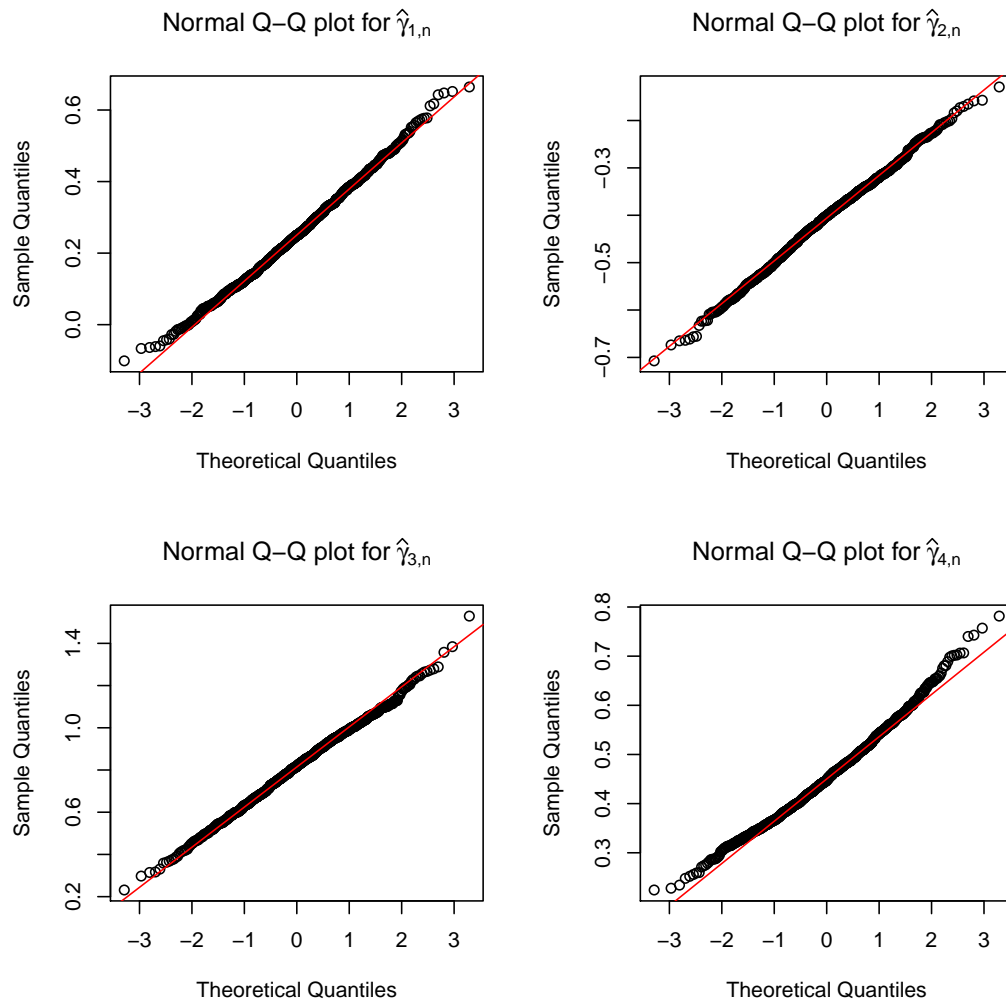 Normal Q−Q plot for γ̂1,n
Sample Quantiles
0.0 0.2 0.4 0.6
−3 −2 −1 0 1 2 3
Theoretical Quantiles
Normal Q−Q plot for γ̂2,n
Sample Quantiles
−0.7 −0.5 −0.3
−3 −2 −1 0 1 2 3
Theoretical Quantiles
Normal Q−Q plot for γ̂3,n
Sample Quantiles
0.2 0.6 1.0 1.4
−3 −2 −1 0 1 2 3
Theoretical Quantiles
Normal Q−Q plot for γ̂4,n
Sample Quantiles
0.3 0.4 0.5 0.6 0.7 0.8
−3 −2 −1 0 1 2 3
Theoretical Quantiles